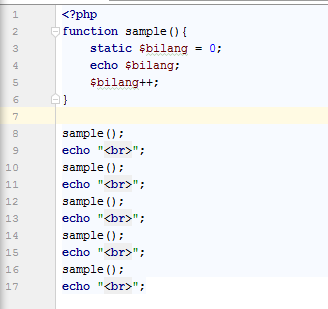 1 <?php
2 function sample(){
3 static $bilang = 0;
4 echo $bilang;
5 $bilang++;
6 }
7
8 sample();
9 echo "<br>";
10 sample();
11 echo "<br>";
12 sample();
13 echo "<br>";
14 sample();
15 echo "<br>";
16 sample();
17 echo "<br>";